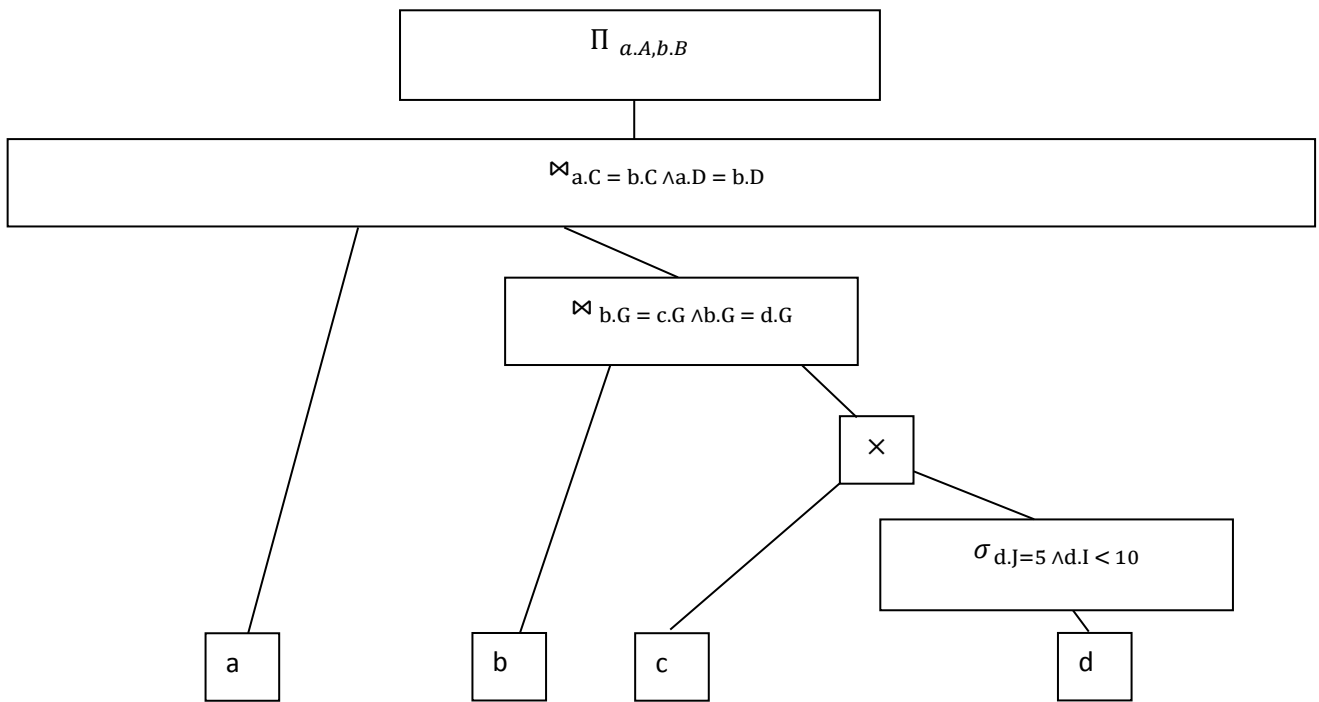 Π a.A,b.B
⋈ a.C = b.C ∧a.D = b.D
⋈ b.G = c.G ∧b.G = d.G
×
σ d.J=5 ∧d.I < 10
a
b
c
d